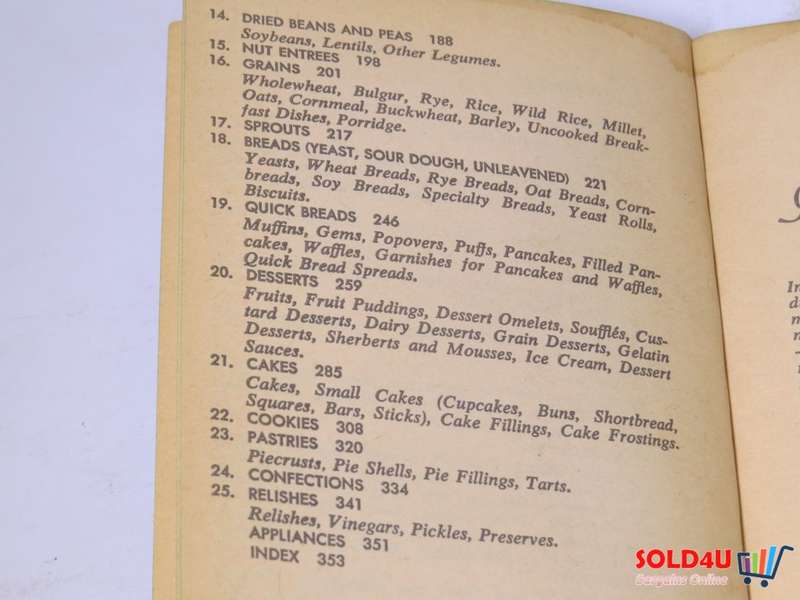 14. DRIED BEANS AND PEAS 188
Soybeans, Lentils, Other Legumes.
15. NUT ENTREES 198
16. GRAINS 201
Wholewheat, Bulgur, Rye, Rice, Wild Rice, Millet,
Oats, Cornmeal, Buckwheat, Barley, Uncooked Break-
fast Dishes, Porridge.
17. SPROUTS 217
18. BREADS (YEAST, SOUR DOUGH, UNLEAVENED) 221
Yeasts, Wheat Breads, Rye Breads, Oat Breads, Corn-
breads, Soy Breads, Specialty Breads, Yeast Rolls,
Biscuits.
19. QUICK BREADS 246
Muffins, Gems, Popovers, Puffs, Pancakes, Filled Pan-
cakes, Waffles, Garnishes for Pancakes and Waffles,
Quick Bread Spreads.
20. DESSERTS 259
Fruits, Fruit Puddings, Dessert Omelets, Soufflés, Cus-
tard Desserts, Dairy Desserts, Grain Desserts, Gelatin
Desserts, Sherberts and Mousses, Ice Cream, Dessert
Sauces.
21. CAKES 285
Cakes, Small Cakes (Cupcakes, Buns, Shortbread,
Squares, Bars, Sticks), Cake Fillings, Cake Frostings.
22. COOKIES 308
23. PASTRIES 320
Piecrusts, Pie Shells, Pie Fillings, Tarts.
24. CONFECTIONS 334
25. RELISHES 341
Relishes, Vinegars, Pickles, Preserves.
APPLIANCES 351
INDEX 353
SOLD4U
Bargains Online